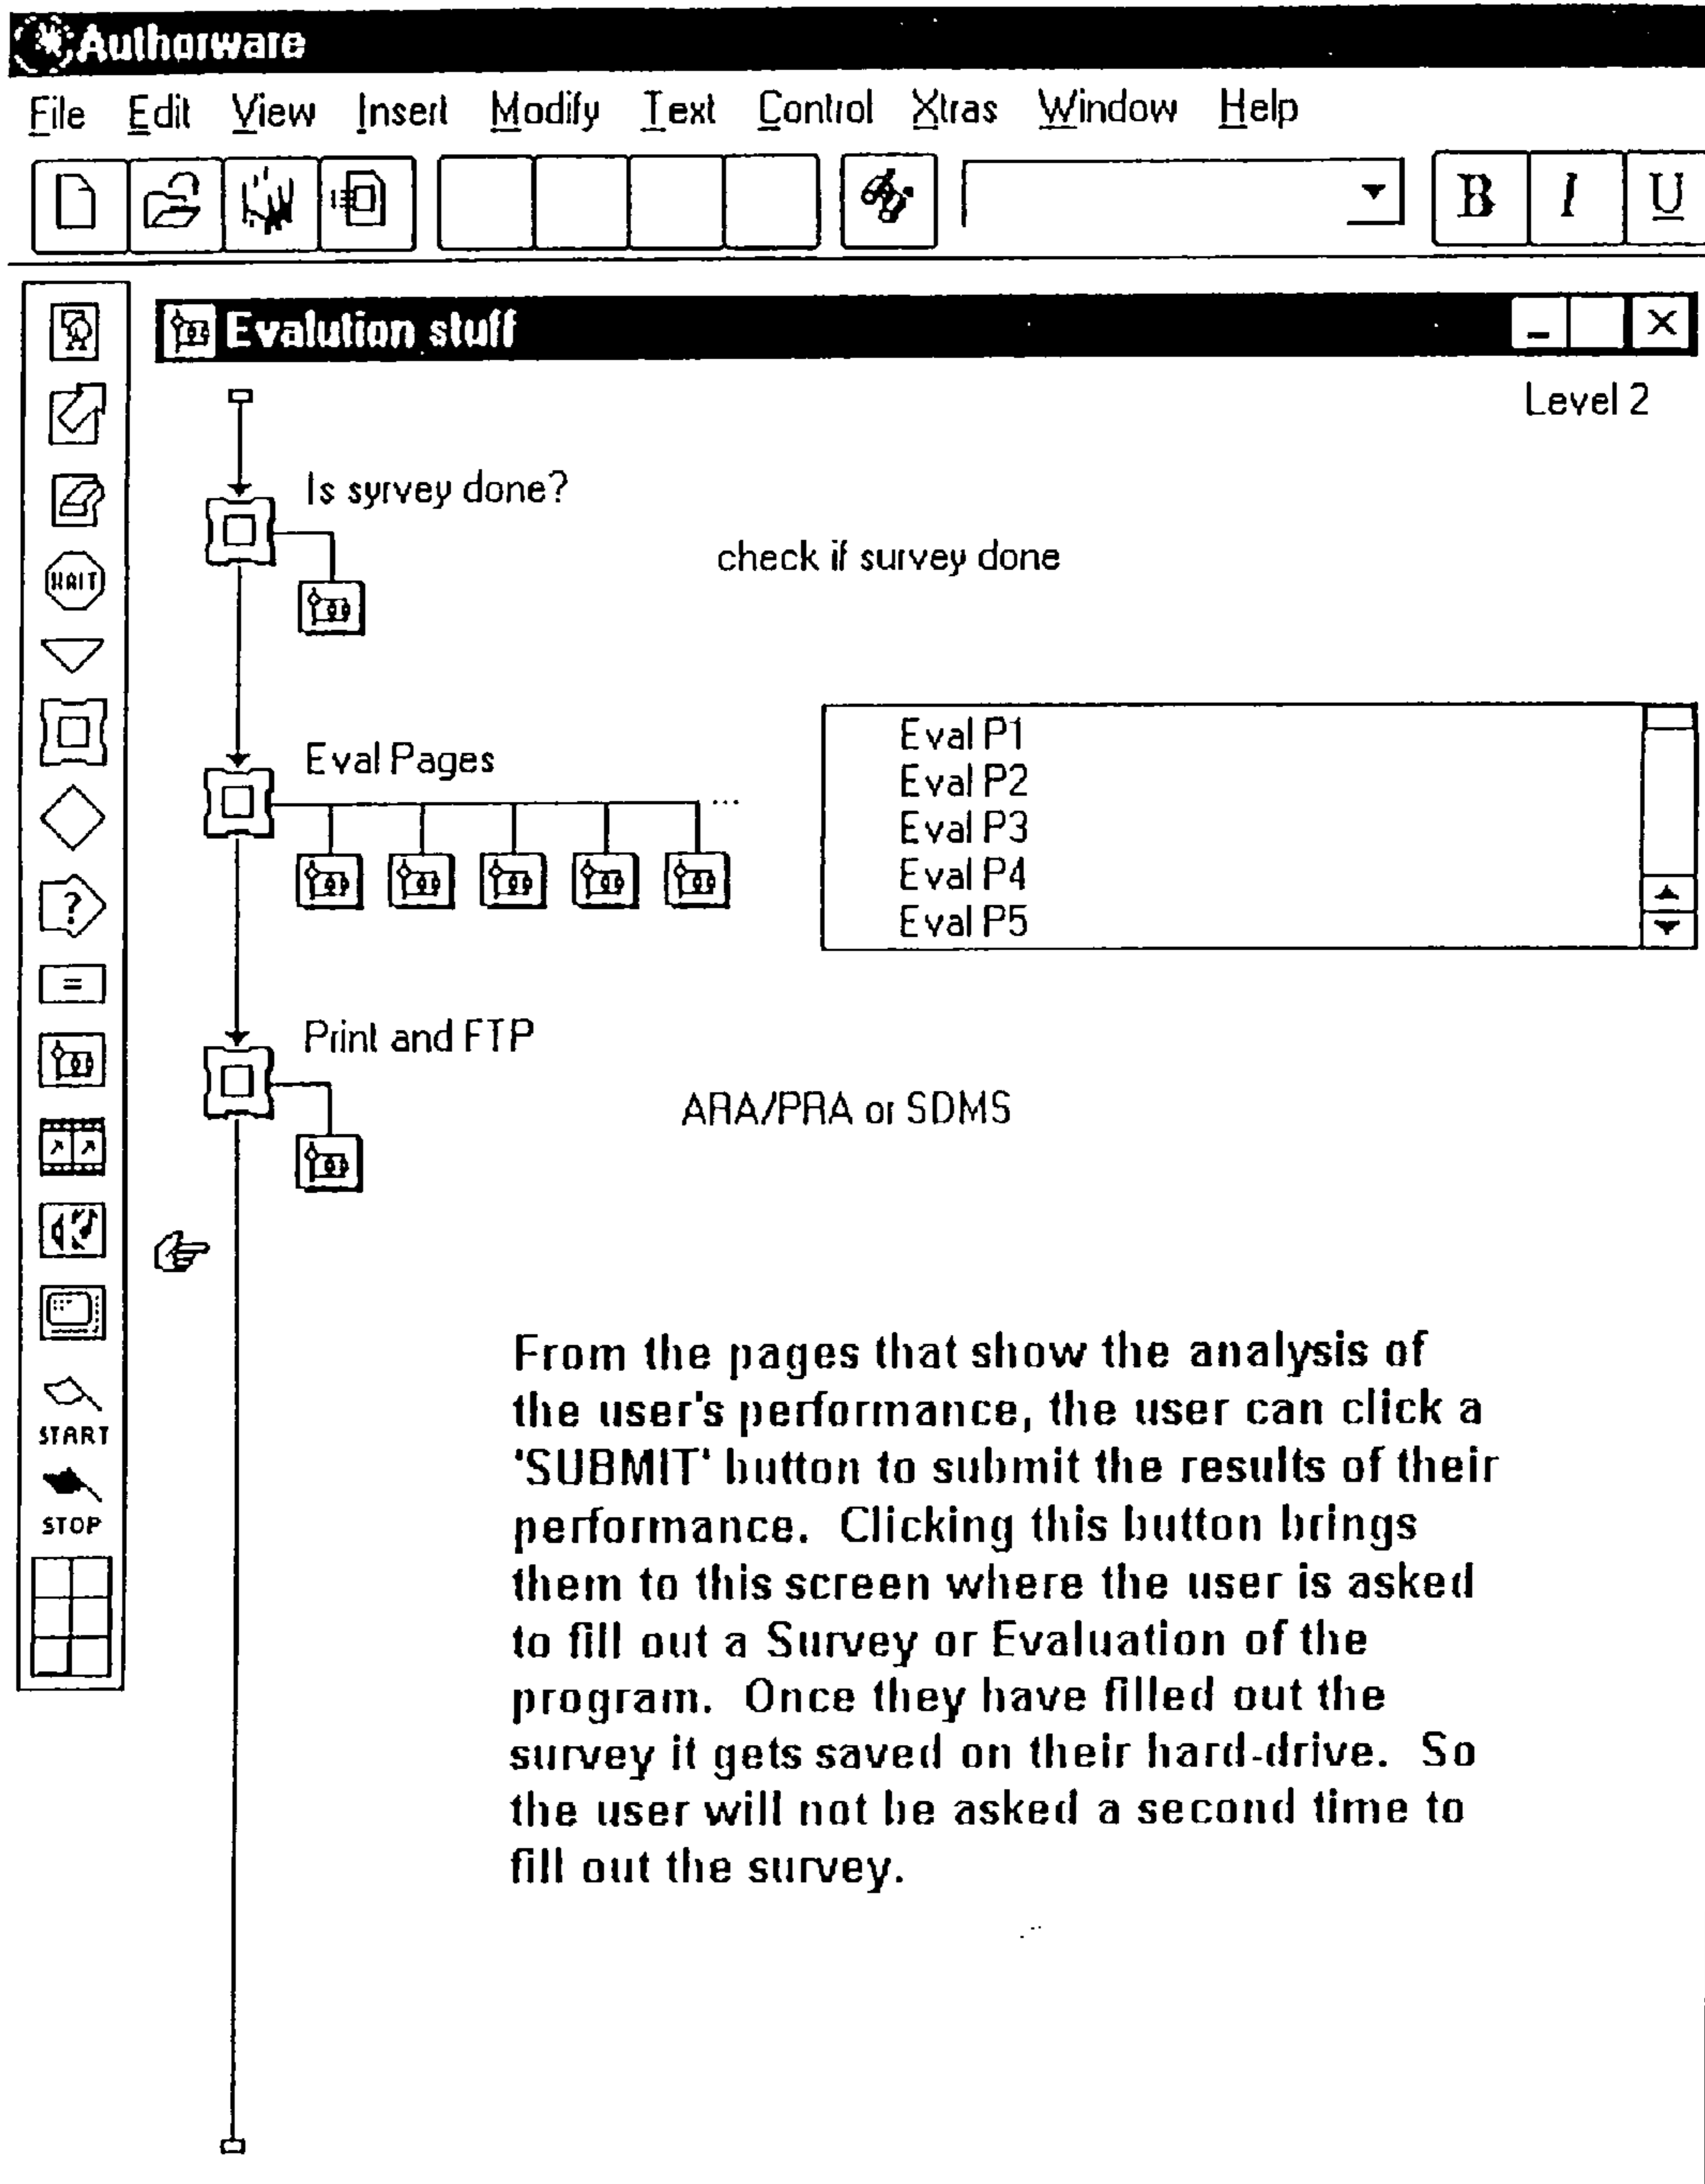 Authorware
File Edit View Insert Modify Text Control Xtras Window Help
B I U
Evalution stuff
Level 2
Is syrvey done?
check if survey done
WAIT
Eval Pages
...
Eval P1
Eval P2
Eval P3
Eval P4
Eval P5
?
=
Print and FTP
ARA/PRA or SDMS
START
STOP
From the pages that show the analysis of
the user's performance, the user can click a
'SUBMIT' button to submit the results of their
performance. Clicking this button brings
them to this screen where the user is asked
to fill out a Survey or Evaluation of the
program. Once they have filled out the
survey it gets saved on their hard-drive. So
the user will not be asked a second time to
fill out the survey.